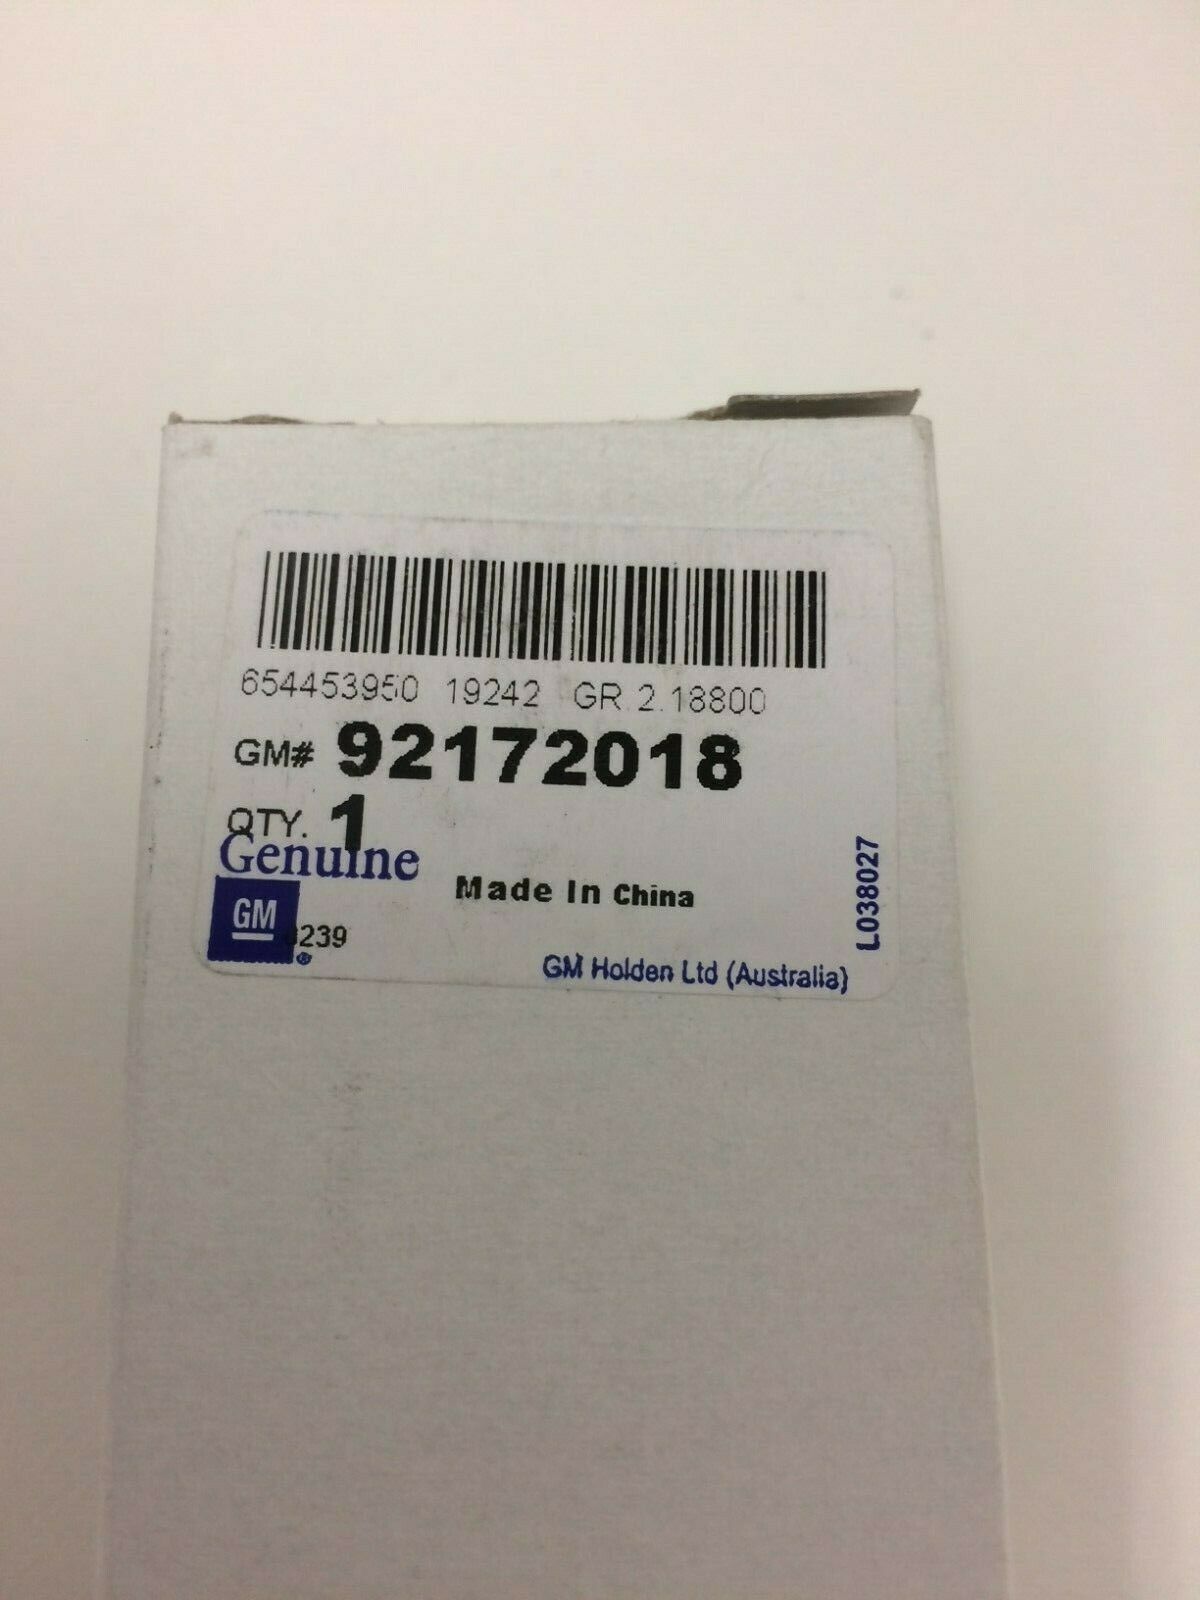 654453950 19242 GR 2.18800
GM# 92172018
QTY. 1
Genuine
Made In China
GM
239
®
GM Holden Ltd (Australia)
L038027